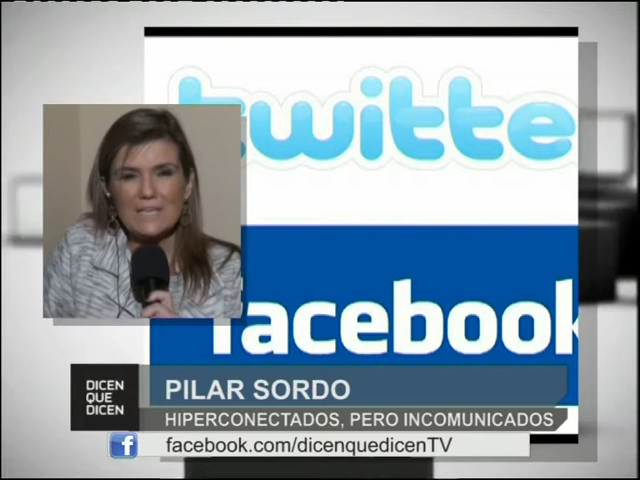 twitte
facebook
DICEN
QUE
DICEN
PILAR SORDO
HIPERCONECTADOS, PERO INCOMUNICADOS
f facebook.com/dicenquedicenTV